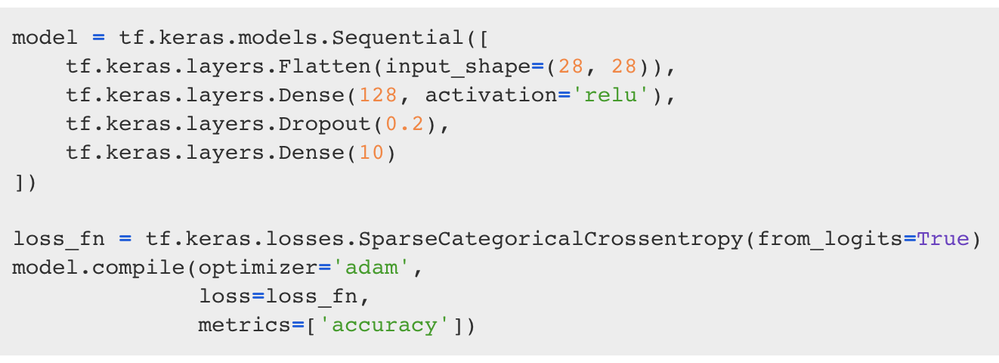 model = tf.keras.models.Sequential([
    tf.keras.layers.Flatten(input_shape=(28, 28)),
    tf.keras.layers.Dense(128, activation='relu'),
    tf.keras.layers.Dropout(0.2),
    tf.keras.layers.Dense(10)
])

loss_fn = tf.keras.losses.SparseCategoricalCrossentropy(from_logits=True)
model.compile(optimizer='adam',
              loss=loss_fn,
              metrics=['accuracy'])